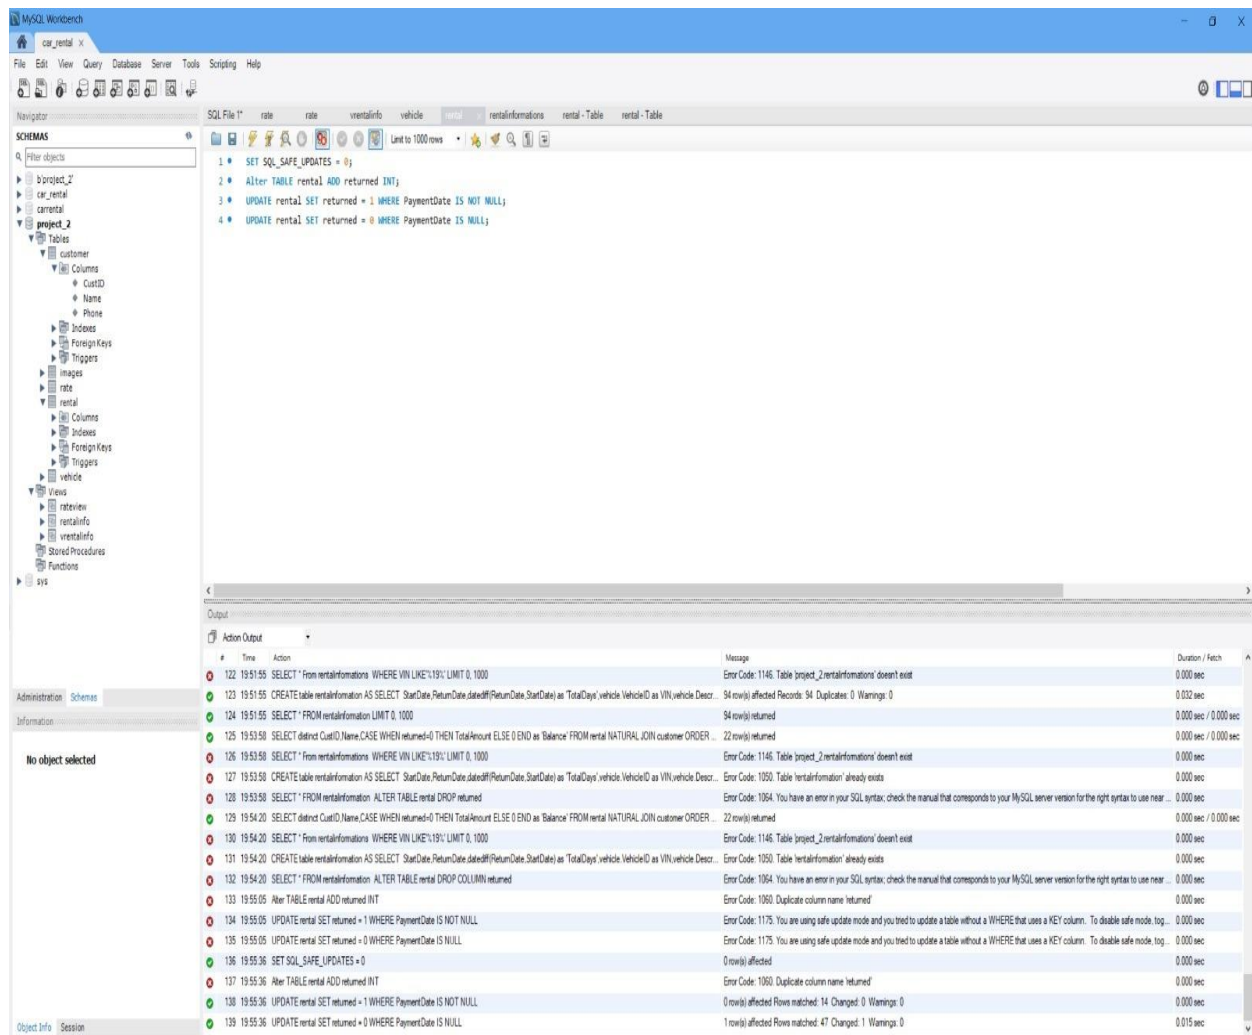 MySQL Workbench
car_rental
File Edit View Query Database Server Tools Scripting Help
Navigator
SCHEMAS
Filter objects
b'project_2'
car_rental
carrental
project_2
Tables
customer
Columns
CustID
Name
Phone
Indexes
Foreign Keys
Triggers
images
rate
rental
Columns
Indexes
Foreign Keys
Triggers
vehicle
Views
rateview
rentalinfo
vrentalinfo
Stored Procedures
Functions
sys
Administration Schemas
Information
No object selected
Object Info Session
SQL File 1* rate rate vrentalinfo vehicle rental rentalinformations rental - Table rental - Table
Limit to 1000 rows
1 SET SQL_SAFE_UPDATES = 0;
2 Alter TABLE rental ADD returned INT;
3 UPDATE rental SET returned = 1 WHERE PaymentDate IS NOT NULL;
4 UPDATE rental SET returned = 0 WHERE PaymentDate IS NULL;
Output
Action Output
# Time Action Message Duration / Fetch
122 19:51:55 SELECT * From rentalinformations WHERE VIN LIKE'%19%' LIMIT 0, 1000 Error Code: 1146. Table 'project_2.rentalinformations' doesn't exist 0.000 sec
123 19:51:55 CREATE table rentalinformation AS SELECT StartDate,ReturnDate,datediff(ReturnDate,StartDate) as 'TotalDays',vehicle.VehicleID as VIN,vehicle.Descr... 94 row(s) affected Records: 94 Duplicates: 0 Warnings: 0 0.032 sec
124 19:51:55 SELECT * FROM rentalinformation LIMIT 0, 1000 94 row(s) returned 0.000 sec / 0.000 sec
125 19:53:58 SELECT distinct CustID,Name,CASE WHEN returned=0 THEN TotalAmount ELSE 0 END as 'Balance' FROM rental NATURAL JOIN customer ORDER ... 22 row(s) returned 0.000 sec / 0.000 sec
126 19:53:58 SELECT * From rentalinformations WHERE VIN LIKE'%19%' LIMIT 0, 1000 Error Code: 1146. Table 'project_2.rentalinformations' doesn't exist 0.000 sec
127 19:53:58 CREATE table rentalinformation AS SELECT StartDate,ReturnDate,datediff(ReturnDate,StartDate) as 'TotalDays',vehicle.VehicleID as VIN,vehicle.Descr... Error Code: 1050. Table 'rentalinformation' already exists 0.000 sec
128 19:53:58 SELECT * FROM rentalinformation ALTER TABLE rental DROP returned Error Code: 1064. You have an error in your SQL syntax; check the manual that corresponds to your MySQL server version for the right syntax to use near ... 0.000 sec
129 19:54:20 SELECT distinct CustID,Name,CASE WHEN returned=0 THEN TotalAmount ELSE 0 END as 'Balance' FROM rental NATURAL JOIN customer ORDER ... 22 row(s) returned 0.000 sec / 0.000 sec
130 19:54:20 SELECT * From rentalinformations WHERE VIN LIKE'%19%' LIMIT 0, 1000 Error Code: 1146. Table 'project_2.rentalinformations' doesn't exist 0.000 sec
131 19:54:20 CREATE table rentalinformation AS SELECT StartDate,ReturnDate,datediff(ReturnDate,StartDate) as 'TotalDays',vehicle.VehicleID as VIN,vehicle.Descr... Error Code: 1050. Table 'rentalinformation' already exists 0.000 sec
132 19:54:20 SELECT * FROM rentalinformation ALTER TABLE rental DROP COLUMN returned Error Code: 1064. You have an error in your SQL syntax; check the manual that corresponds to your MySQL server version for the right syntax to use near ... 0.000 sec
133 19:55:05 Alter TABLE rental ADD returned INT Error Code: 1060. Duplicate column name 'returned' 0.000 sec
134 19:55:05 UPDATE rental SET returned = 1 WHERE PaymentDate IS NOT NULL Error Code: 1175. You are using safe update mode and you tried to update a table without a WHERE that uses a KEY column. To disable safe mode, tog... 0.000 sec
135 19:55:05 UPDATE rental SET returned = 0 WHERE PaymentDate IS NULL Error Code: 1175. You are using safe update mode and you tried to update a table without a WHERE that uses a KEY column. To disable safe mode, tog... 0.000 sec
136 19:55:36 SET SQL_SAFE_UPDATES = 0 0 row(s) affected 0.000 sec
137 19:55:36 Alter TABLE rental ADD returned INT Error Code: 1060. Duplicate column name 'returned' 0.000 sec
138 19:55:36 UPDATE rental SET returned = 1 WHERE PaymentDate IS NOT NULL 0 row(s) affected Rows matched: 14 Changed: 0 Warnings: 0 0.000 sec
139 19:55:36 UPDATE rental SET returned = 0 WHERE PaymentDate IS NULL 1 row(s) affected Rows matched: 47 Changed: 1 Warnings: 0 0.015 sec